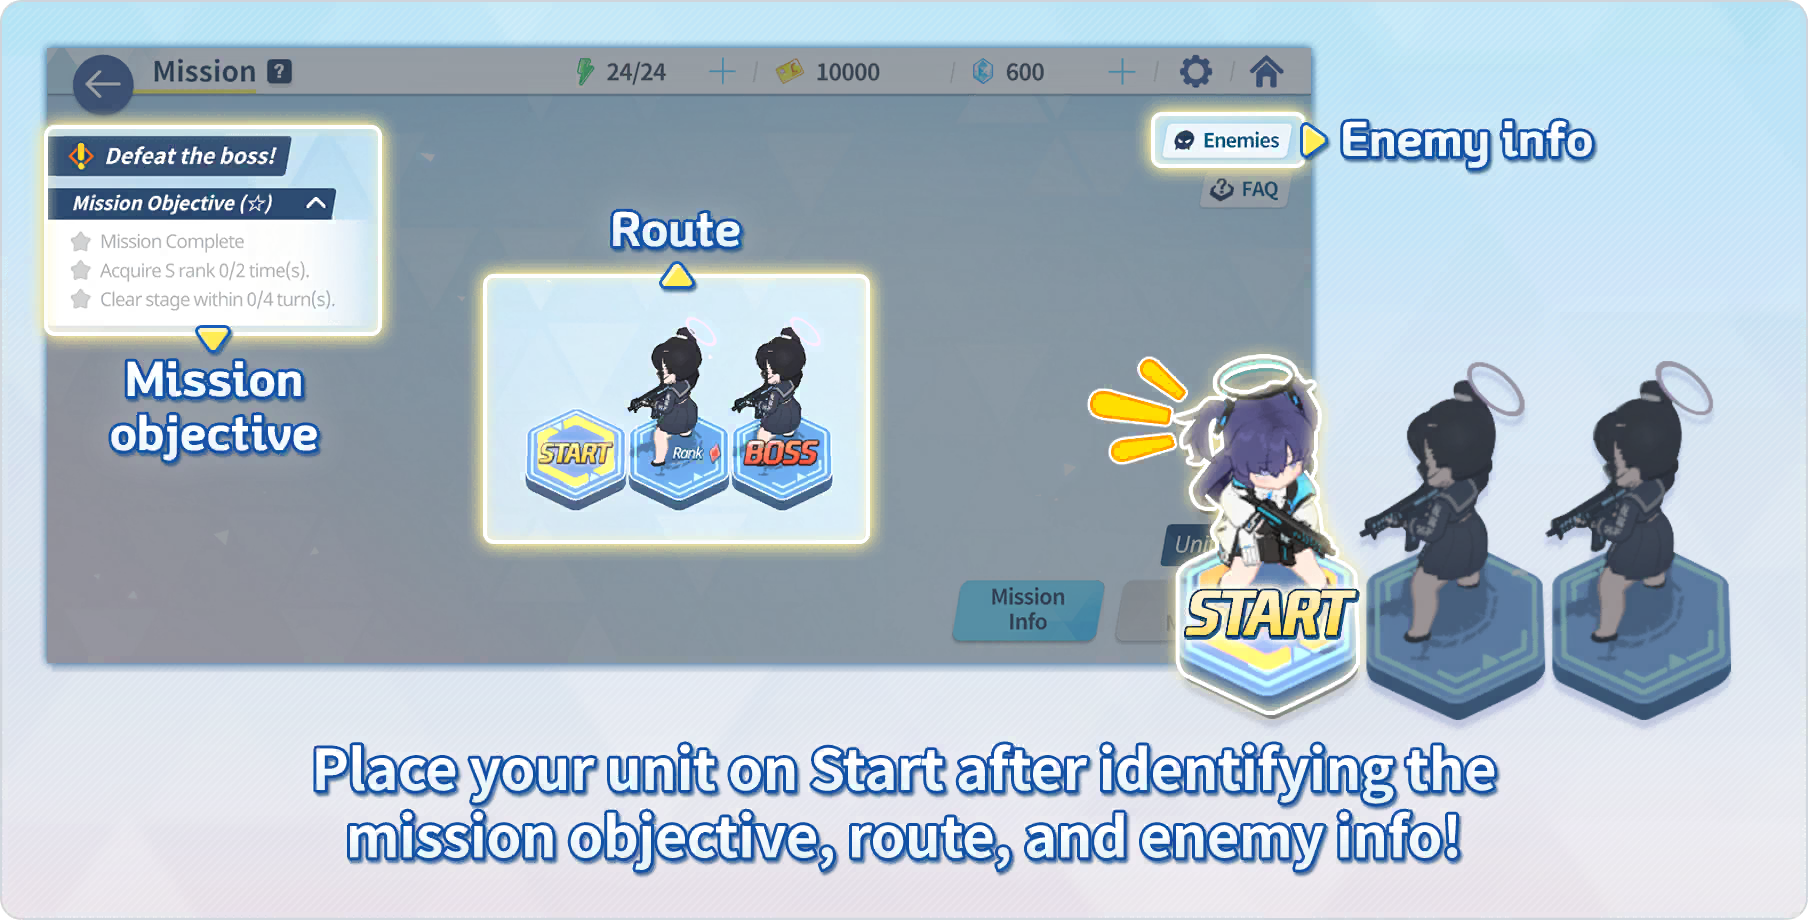 Mission ?
24/24
10000
600
Defeat the boss!
Mission Objective (☆)
Mission Complete
Acquire S rank 0/2 time(s).
Clear stage within 0/4 turn(s).
Mission
objective
Route
START
Rank
BOSS
Enemies
Enemy info
FAQ
Mission
Info
START
Place your unit on Start after identifying the
mission objective, route, and enemy info!